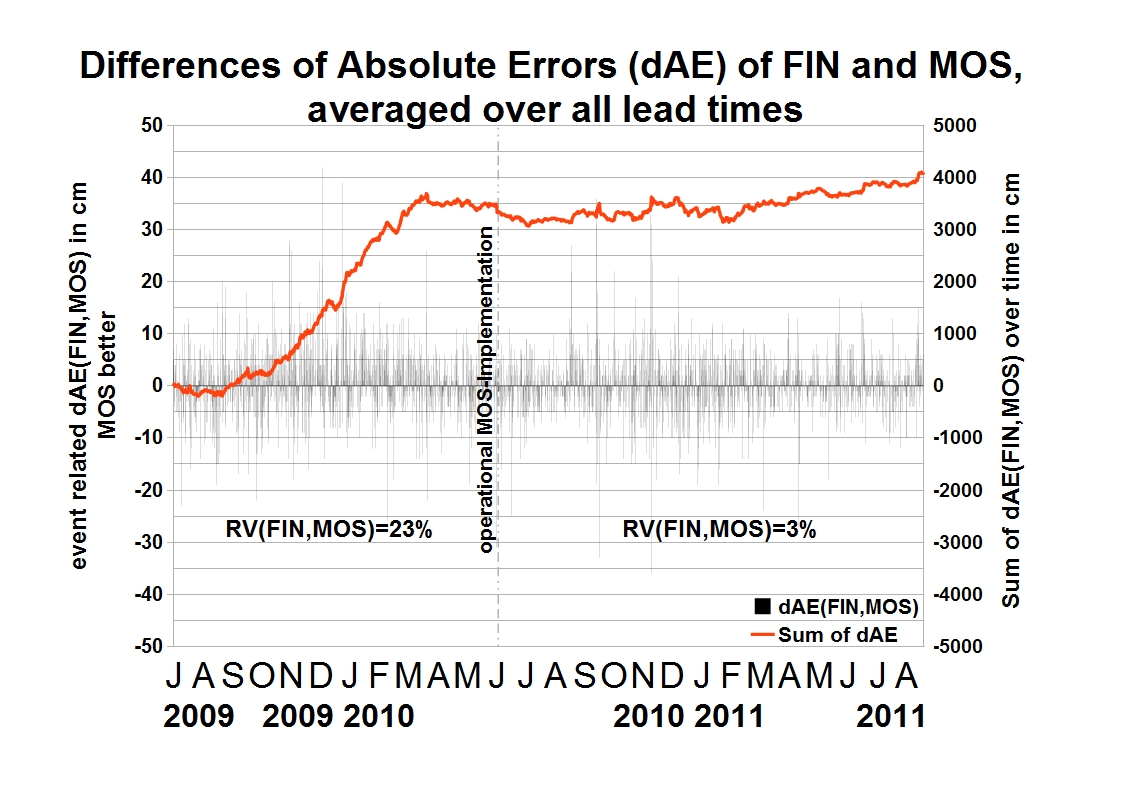 Differences of Absolute Errors (dAE) of FIN and MOS,
averaged over all lead times
event related dAE(FIN,MOS) in cm
MOS better
50
40
30
20
10
0
-10
-20
-30
-40
-50
5000
4000
3000
2000
1000
0
-1000
-2000
-3000
-4000
-5000
Sum of dAE(FIN,MOS) over time in cm
operational MOS-Implementation
RV(FIN,MOS)=23%
RV(FIN,MOS)=3%
dAE(FIN,MOS)
Sum of dAE
J A S O N D J F M A M J J A S O N D J F M A M J J A
2009 2009 2010 2010 2011 2011